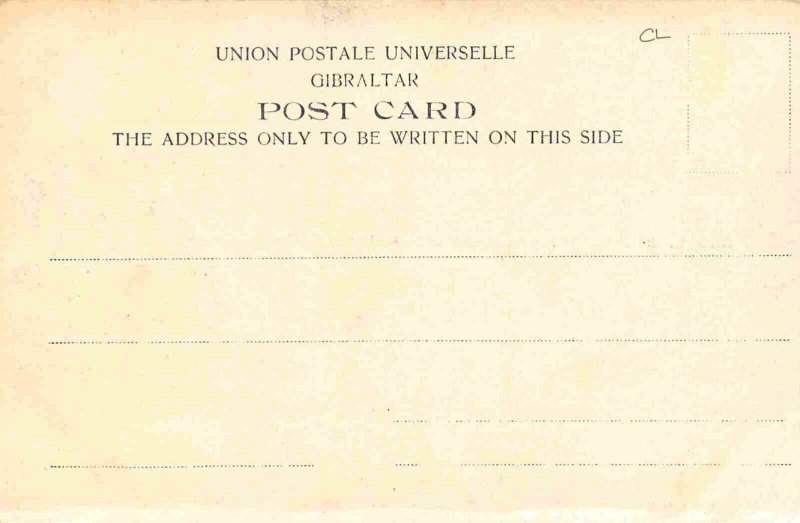 CL
UNION POSTALE UNIVERSELLE
GIBRALTAR
POST CARD
THE ADDRESS ONLY TO BE WRITTEN ON THIS SIDE